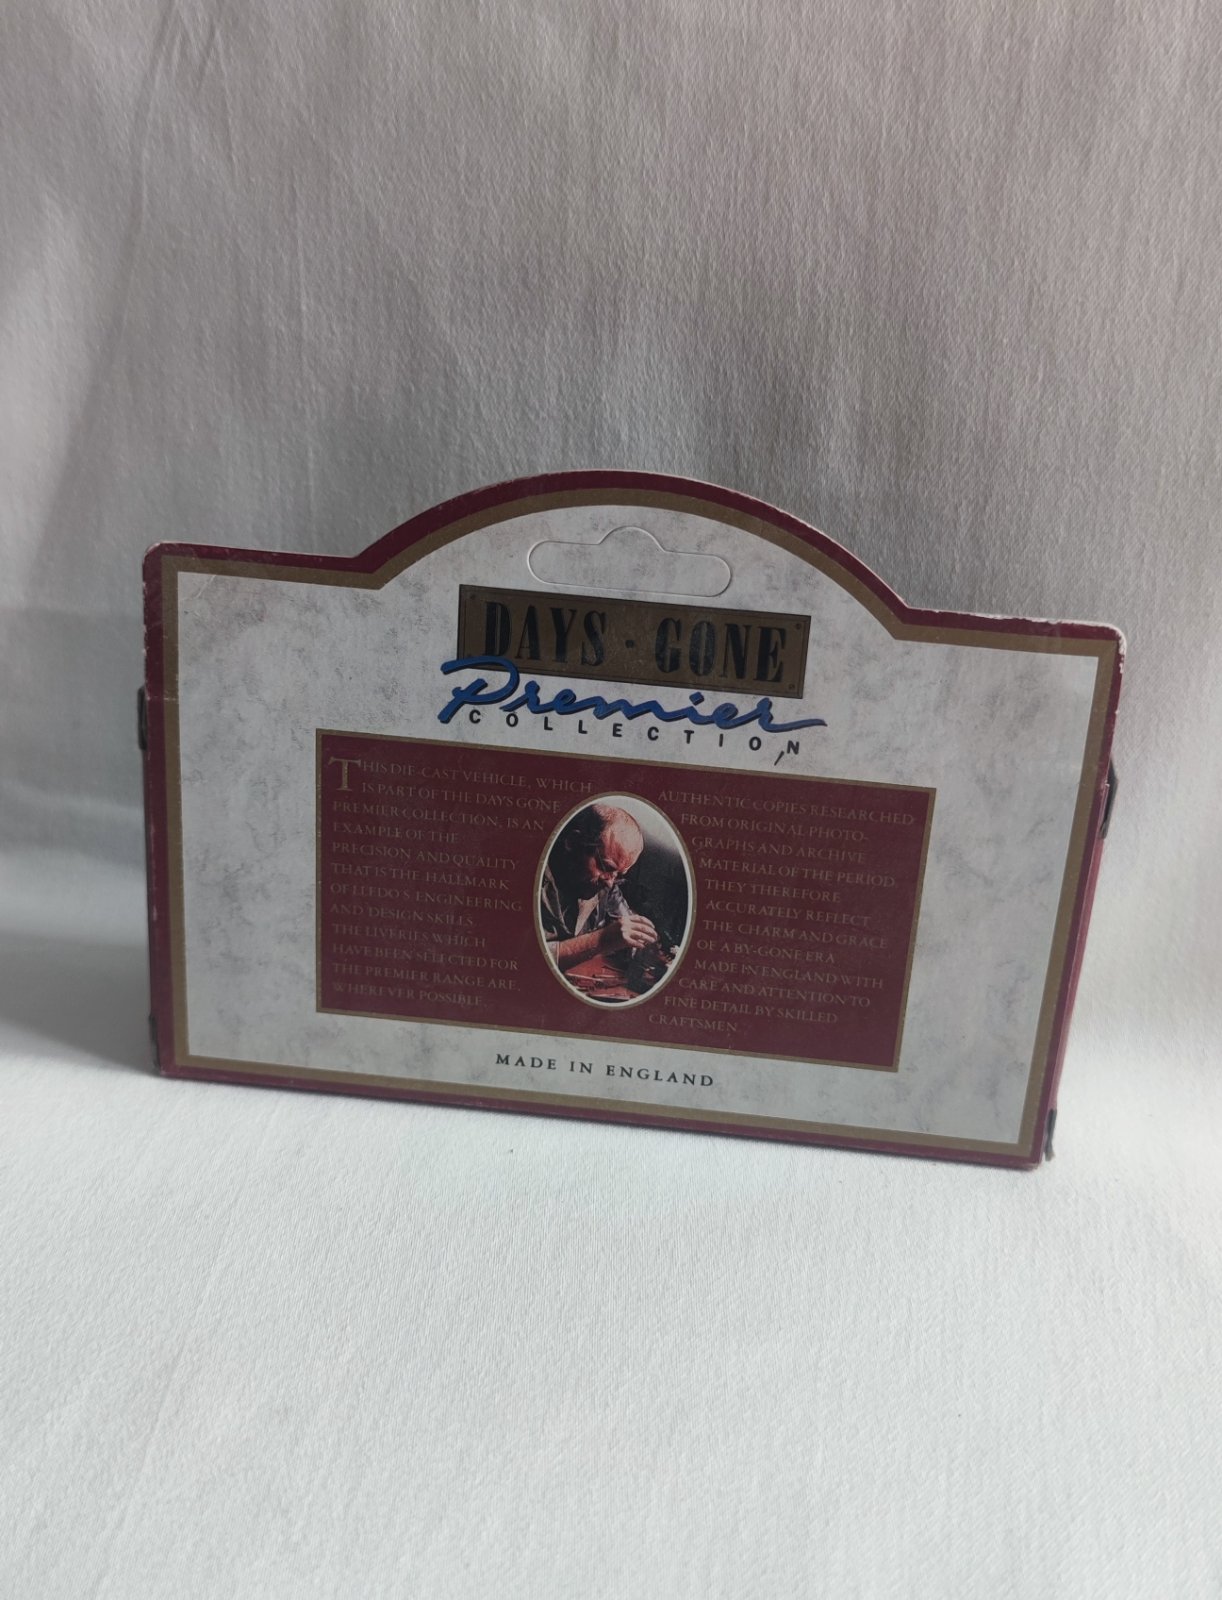 DAYS · GONE
Premier
COLLECTION
THIS DIE-CAST VEHICLE, WHICH
IS PART OF THE DAYS GONE
PREMIER COLLECTION, IS AN
EXAMPLE OF THE
PRECISION AND QUALITY
THAT IS THE HALLMARK
OF LLEDO'S ENGINEERING
AND DESIGN SKILLS.
THE LIVERIES WHICH
HAVE BEEN SELECTED FOR
THE PREMIER RANGE ARE,
WHEREVER POSSIBLE,
AUTHENTIC COPIES RESEARCHED
FROM ORIGINAL PHOTO-
GRAPHS AND ARCHIVE
MATERIAL OF THE PERIOD.
THEY THEREFORE
ACCURATELY REFLECT
THE CHARM AND GRACE
OF A BY-GONE ERA.
MADE IN ENGLAND WITH
CARE AND ATTENTION TO
FINE DETAIL BY SKILLED
CRAFTSMEN.
MADE IN ENGLAND